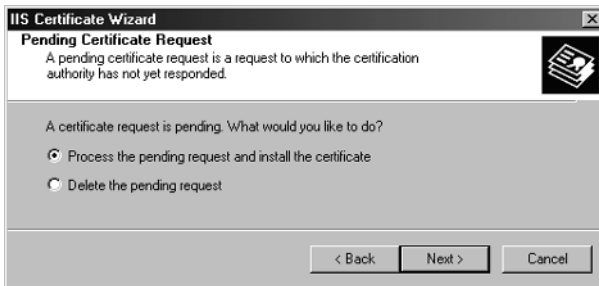 IIS Certificate Wizard
Pending Certificate Request
A pending certificate request is a request to which the certification
authority has not yet responded.
A certificate request is pending. What would you like to do?
Process the pending request and install the certificate
Delete the pending request
< Back
Next >
Cancel